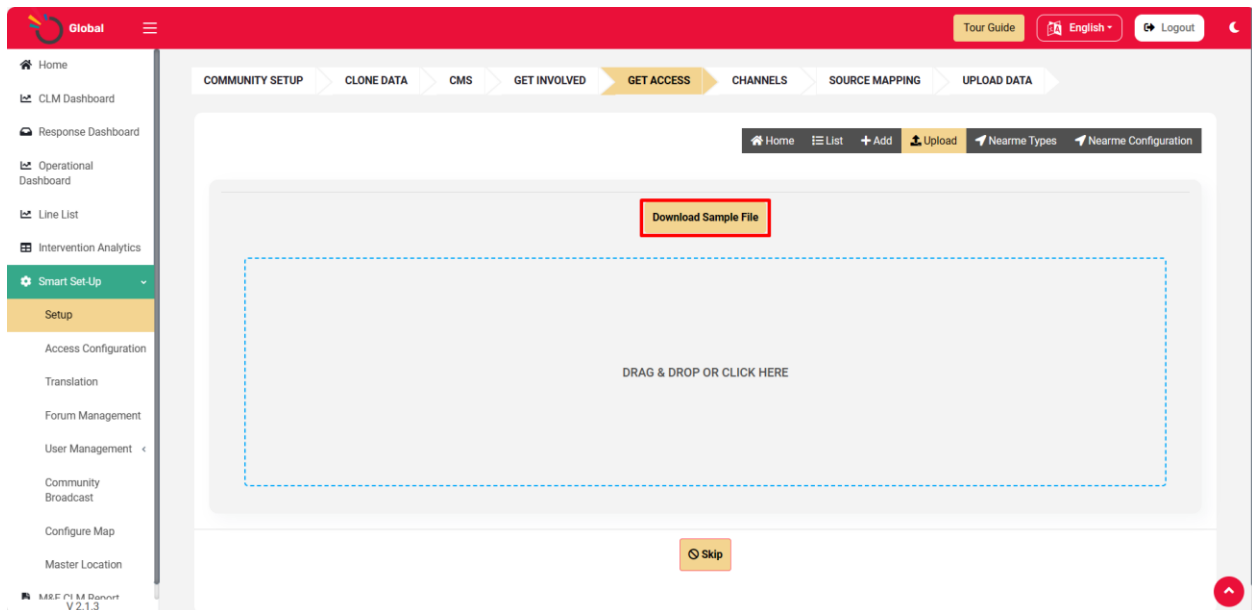 Global
Tour Guide
English
Logout
Home
CLM Dashboard
Response Dashboard
Operational
Dashboard
Line List
Intervention Analytics
Smart Set-Up
Setup
Access Configuration
Translation
Forum Management
User Management
Community
Broadcast
Configure Map
Master Location
M&E CLM Report
V 2.1.3
COMMUNITY SETUP
CLONE DATA
CMS
GET INVOLVED
GET ACCESS
CHANNELS
SOURCE MAPPING
UPLOAD DATA
Home
List
Add
Upload
Nearme Types
Nearme Configuration
Download Sample File
DRAG & DROP OR CLICK HERE
Skip